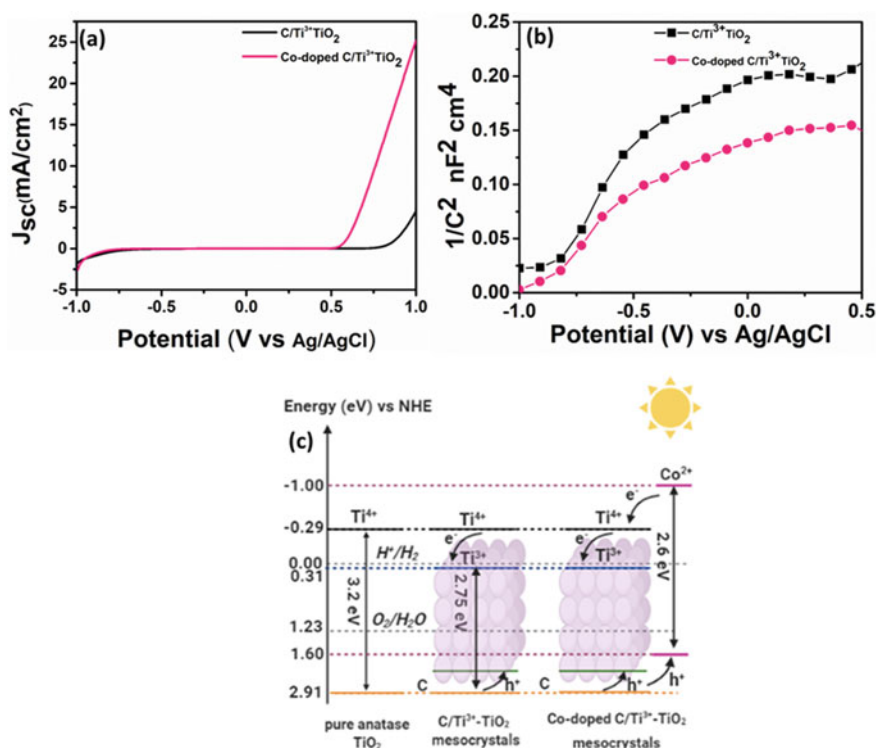 (a)
C/Ti³⁺TiO₂
Co-doped C/Ti³⁺TiO₂
25
20
15
10
5
0
-5
Jsc(mA/cm²)
-1.0 -0.5 0.0 0.5 1.0
Potential (V vs Ag/AgCl)
(b)
C/Ti³⁺TiO₂
Co-doped C/Ti³⁺TiO₂
0.25
0.20
0.15
0.10
0.05
0.00
1/C² nF² cm⁴
-1.0 -0.5 0.0 0.5
Potential (V) vs Ag/AgCl
Energy (eV) vs NHE
(c)
Co²⁺
-1.00
e⁻
Ti⁴⁺ Ti⁴⁺ Ti⁴⁺
-0.29
e⁻ e⁻
H⁺/H₂ Ti³⁺ Ti³⁺
0.00
0.31
3.2 eV
2.75 eV
2.6 eV
O₂/H₂O
1.23
1.60
C h⁺ C h⁺ h⁺
2.91
pure anatase
TiO₂
C/Ti³⁺-TiO₂
mesocrystals
Co-doped C/Ti³⁺-TiO₂
mesocrystals